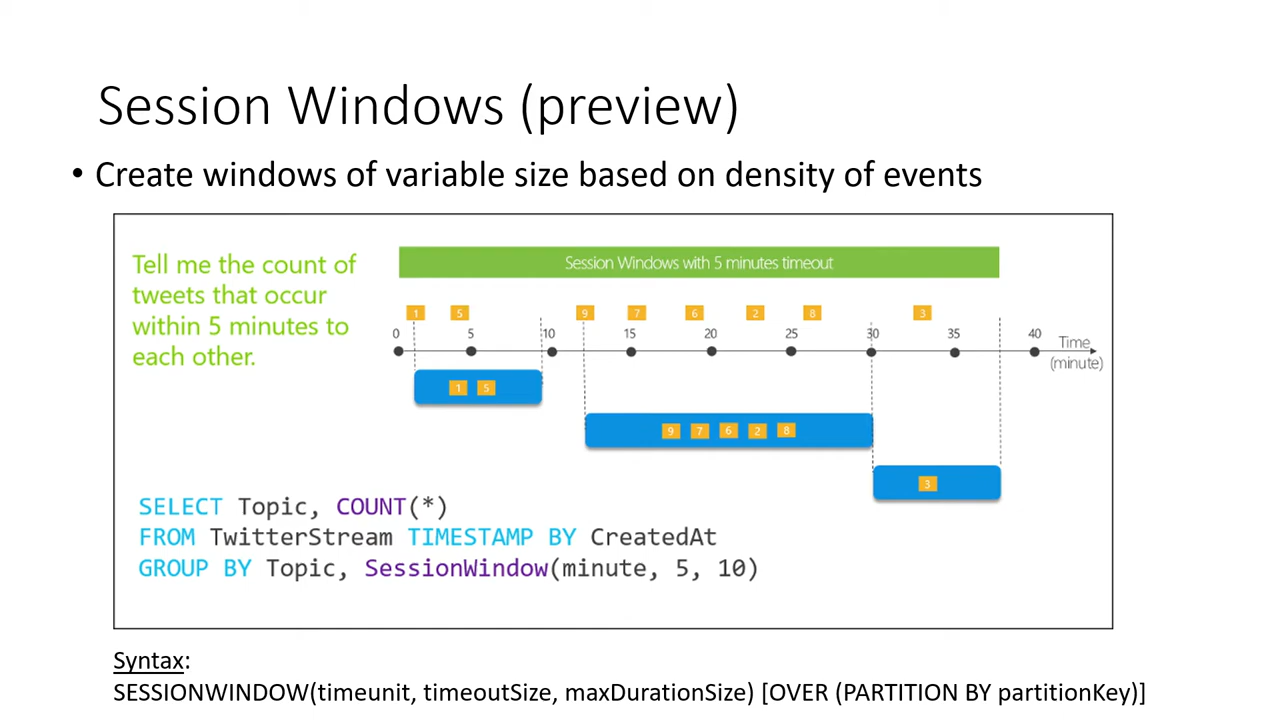 Session Windows (preview)
• Create windows of variable size based on density of events
Tell me the count of
tweets that occur
within 5 minutes to
each other.
Session Windows with 5 minutes timeout
1 5 9 7 6 2 8 3
0 5 10 15 20 25 30 35 40
Time
(minute)
1 5
9 7 6 2 8
3
SELECT Topic, COUNT(*)
FROM TwitterStream TIMESTAMP BY CreatedAt
GROUP BY Topic, SessionWindow(minute, 5, 10)
Syntax:
SESSIONWINDOW(timeunit, timeoutSize, maxDurationSize) [OVER (PARTITION BY partitionKey)]